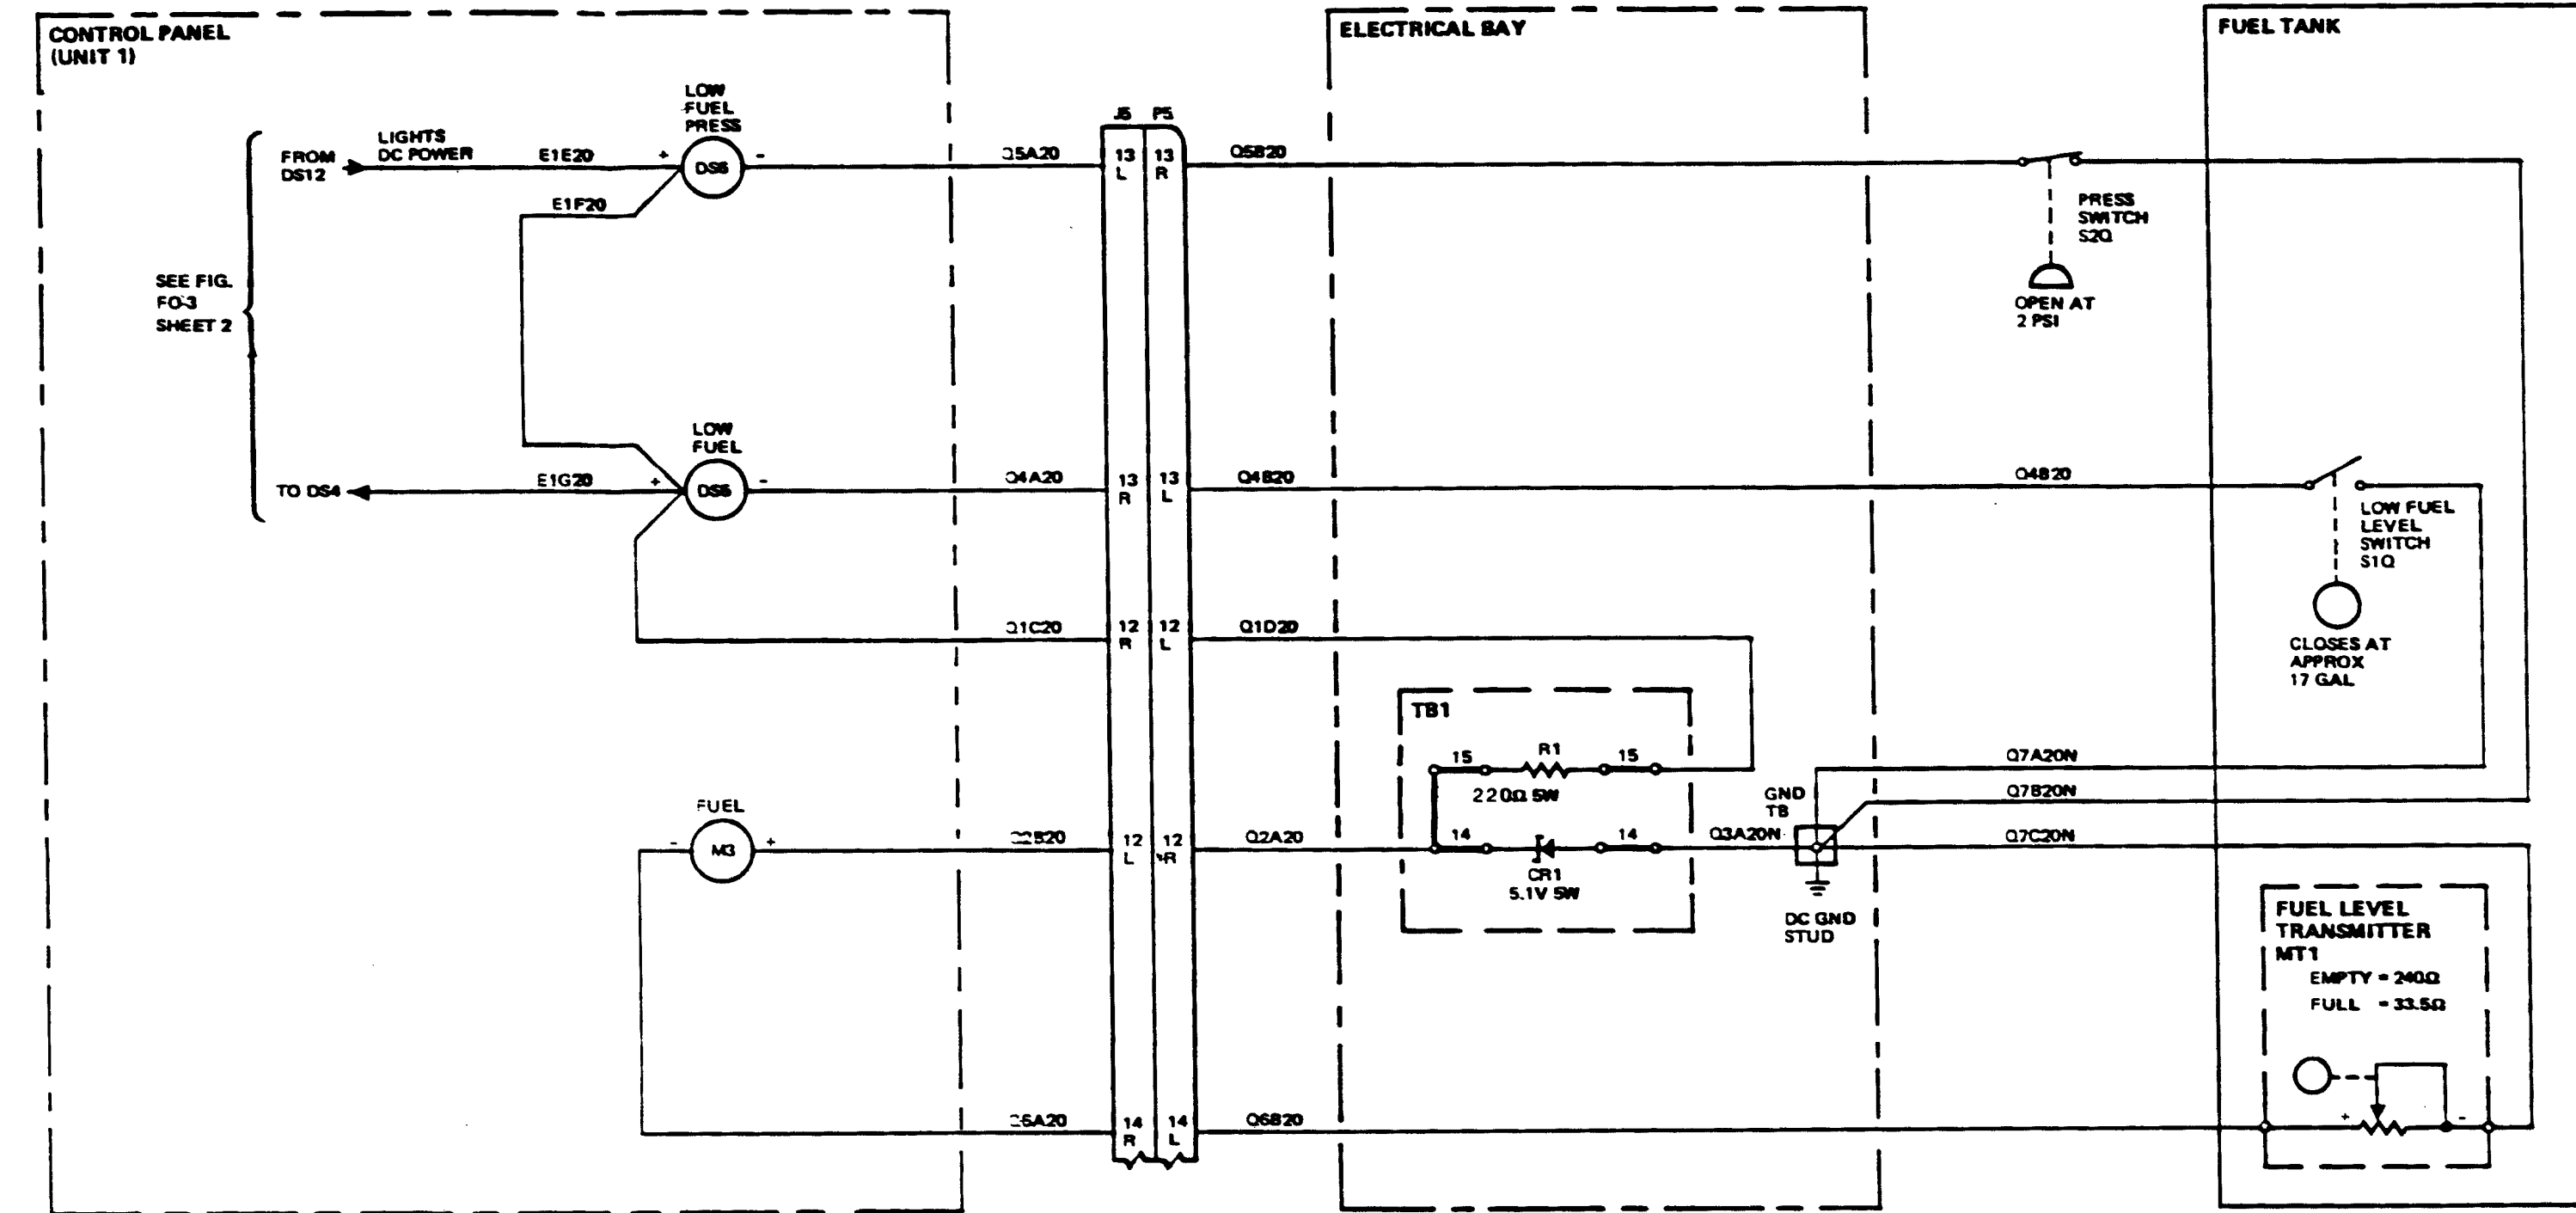 CONTROL PANEL
(UNIT 1)
ELECTRICAL BAY
FUEL TANK
LOW
FUEL
PRESS
J5 P5
LIGHTS
DC POWER
FROM
DS12
E1E20
+
DS6
-
Q5A20
13
L
13
R
Q5B20
E1F20
PRESS
SWITCH
S2Q
OPEN AT
2 PSI
SEE FIG.
FO-3
SHEET 2
LOW
FUEL
TO DS4
E1G20
+
DS5
-
Q4A20
13
R
13
L
Q4B20
Q4B20
LOW FUEL
LEVEL
SWITCH
S1Q
CLOSES AT
APPROX
17 GAL
Q1C20
12
R
12
L
Q1D20
TB1
15
R1
15
220Ω 5W
GND
TB
Q7A20N
Q7B20N
FUEL
-
M3
+
12
L
12
R
Q2A20
14
14
Q3A20N
Q7C20N
CR1
5.1V 5W
DC GND
STUD
FUEL LEVEL
TRANSMITTER
MT1
EMPTY = 240Ω
FULL = 33.5Ω
14
R
14
L
Q6B20
+
-